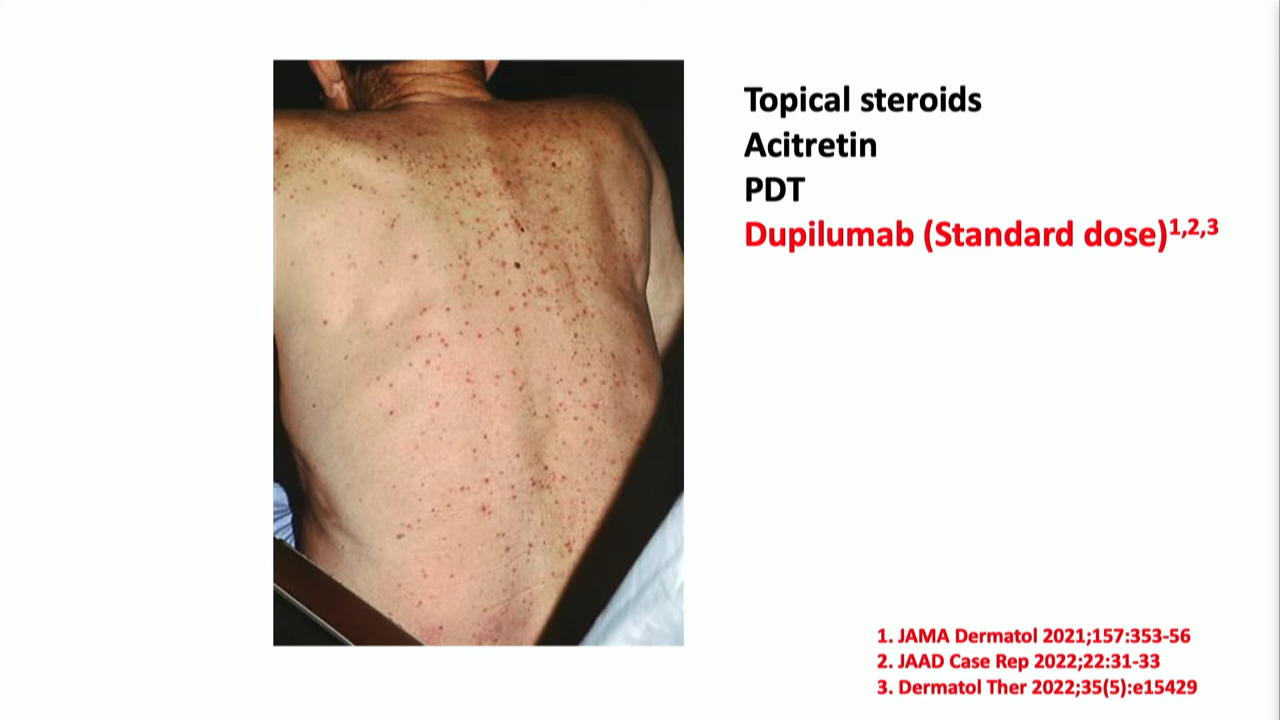 Topical steroids
Acitretin
PDT
Dupilumab (Standard dose)1,2,3
1. JAMA Dermatol 2021;157:353-56
2. JAAD Case Rep 2022;22:31-33
3. Dermatol Ther 2022;35(5):e15429